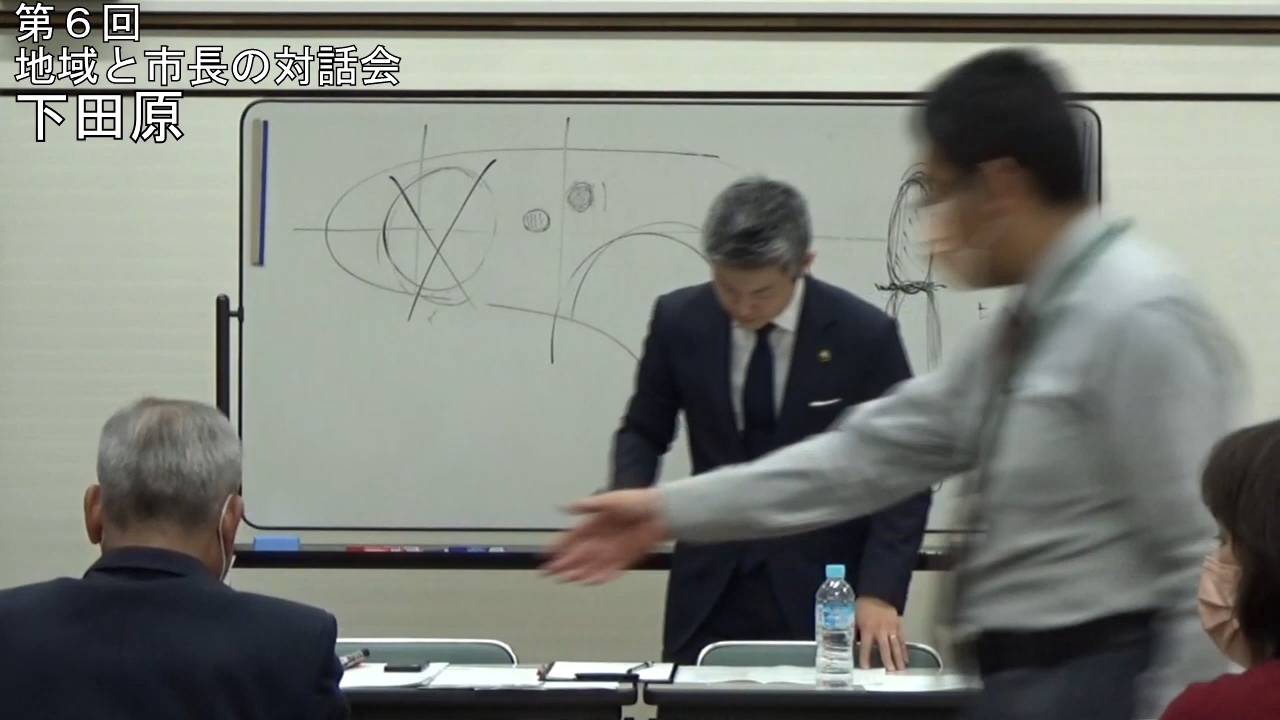 第６回
地域と市長の対話会
下田原